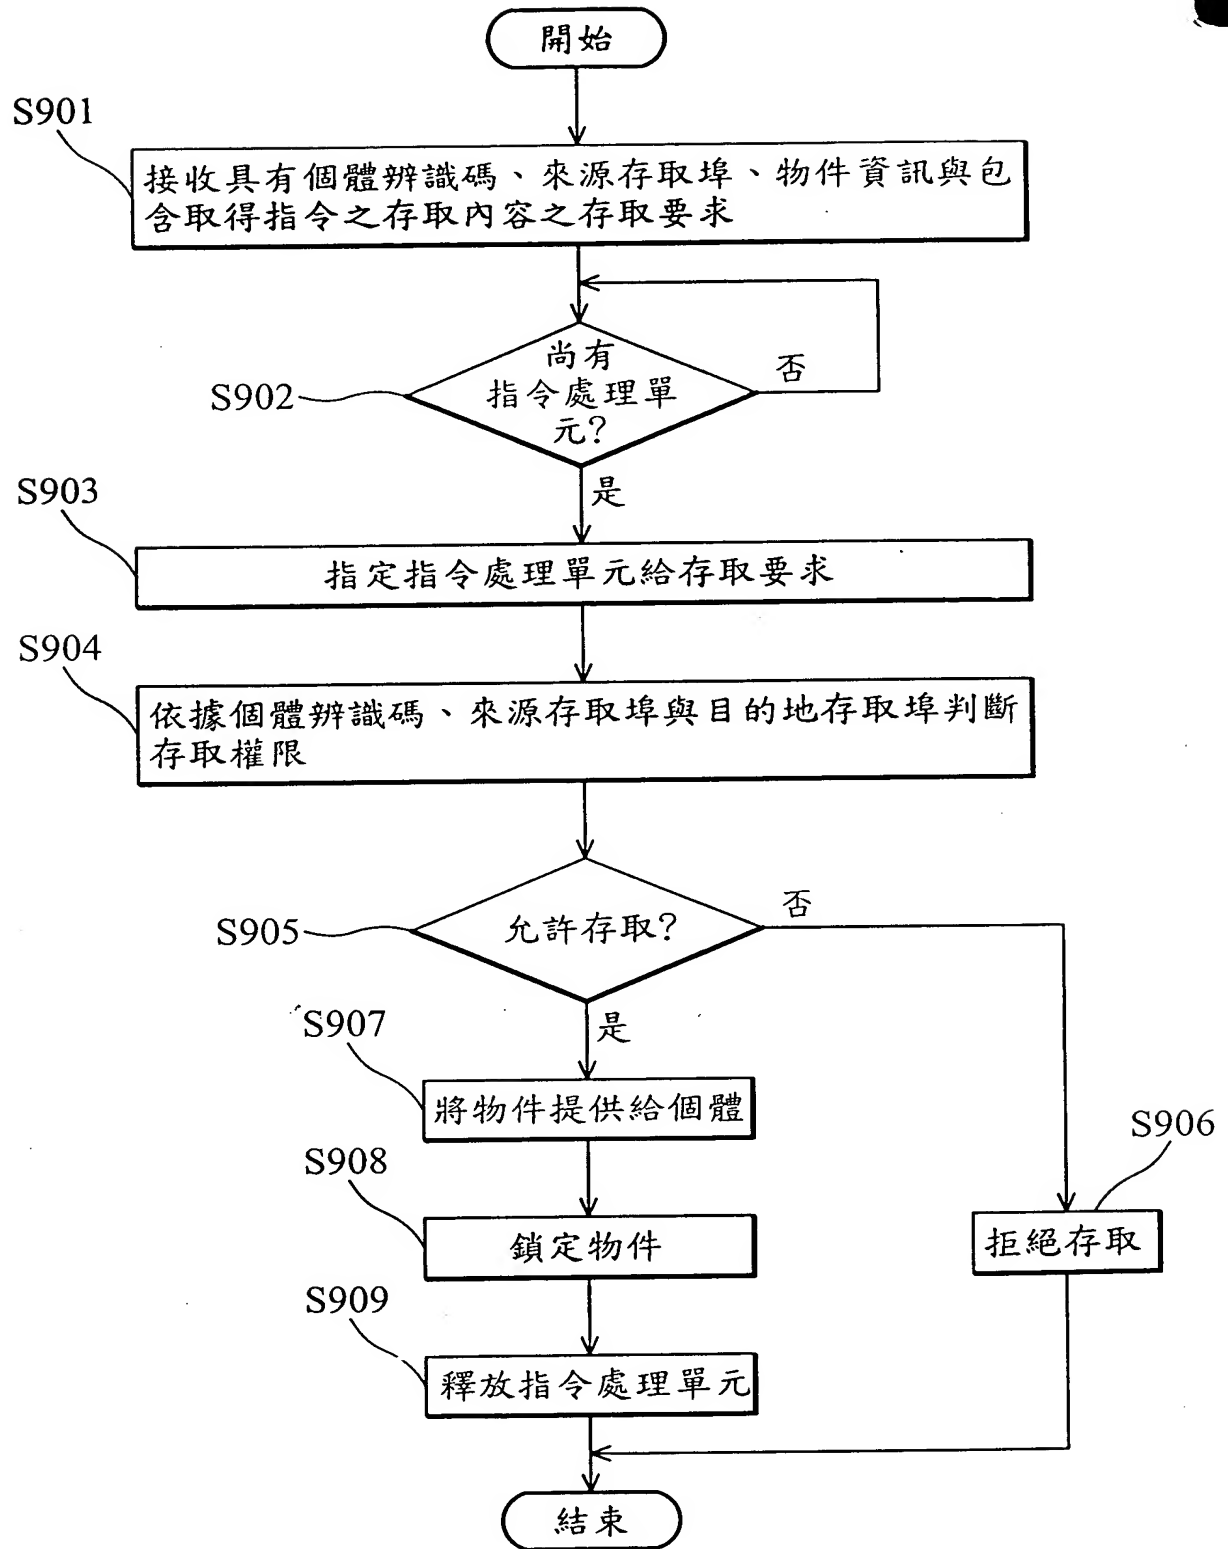 開始
S901
接收具有個體辨識碼、來源存取埠、物件資訊與包
含取得指令之存取內容之存取要求
S902
尚有
指令處理單
元?
否
是
S903
指定指令處理單元給存取要求
S904
依據個體辨識碼、來源存取埠與目的地存取埠判斷
存取權限
S905
允許存取?
否
是
S907
將物件提供給個體
S906
拒絕存取
S908
鎖定物件
S909
釋放指令處理單元
結束